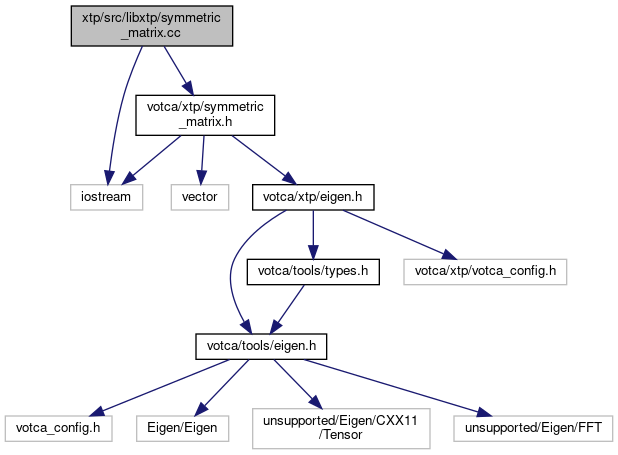 xtp/src/libxtp/symmetric
_matrix.cc
votca/xtp/symmetric
_matrix.h
iostream
vector
votca/xtp/eigen.h
votca/tools/types.h
votca/xtp/votca_config.h
votca/tools/eigen.h
votca_config.h
Eigen/Eigen
unsupported/Eigen/CXX11
/Tensor
unsupported/Eigen/FFT